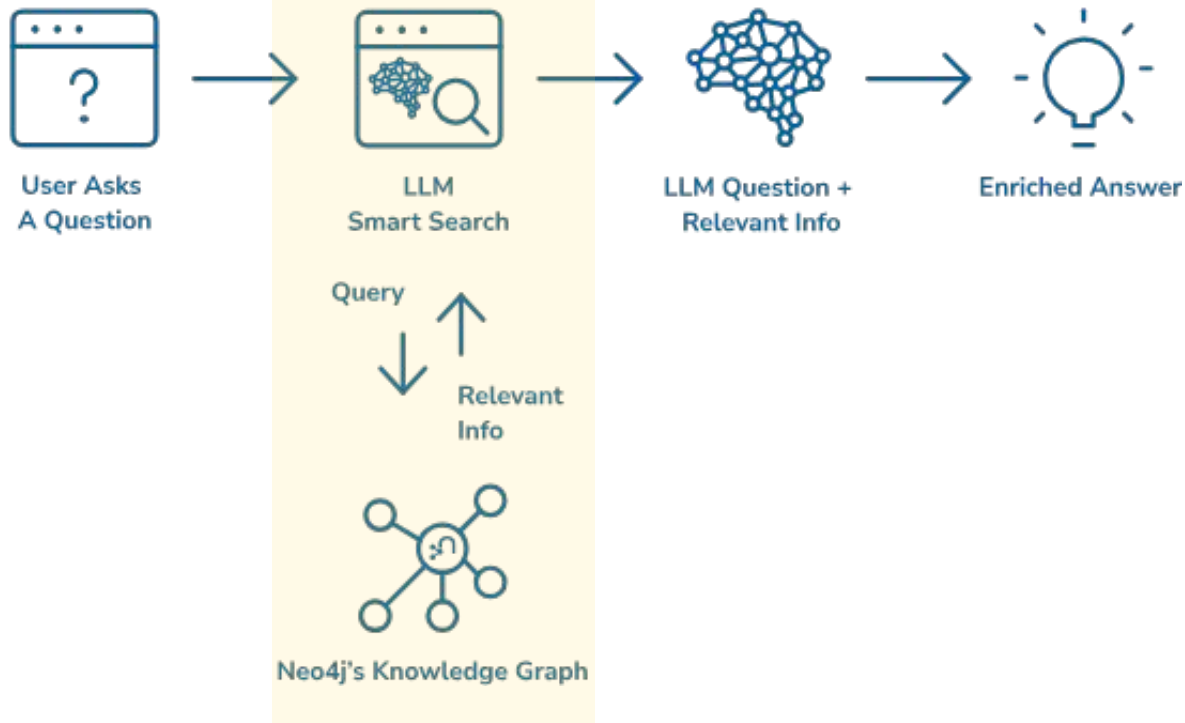 User Asks
A Question
LLM
Smart Search
LLM Question +
Relevant Info
Enriched Answer
Query
Relevant
Info
Neo4j's Knowledge Graph